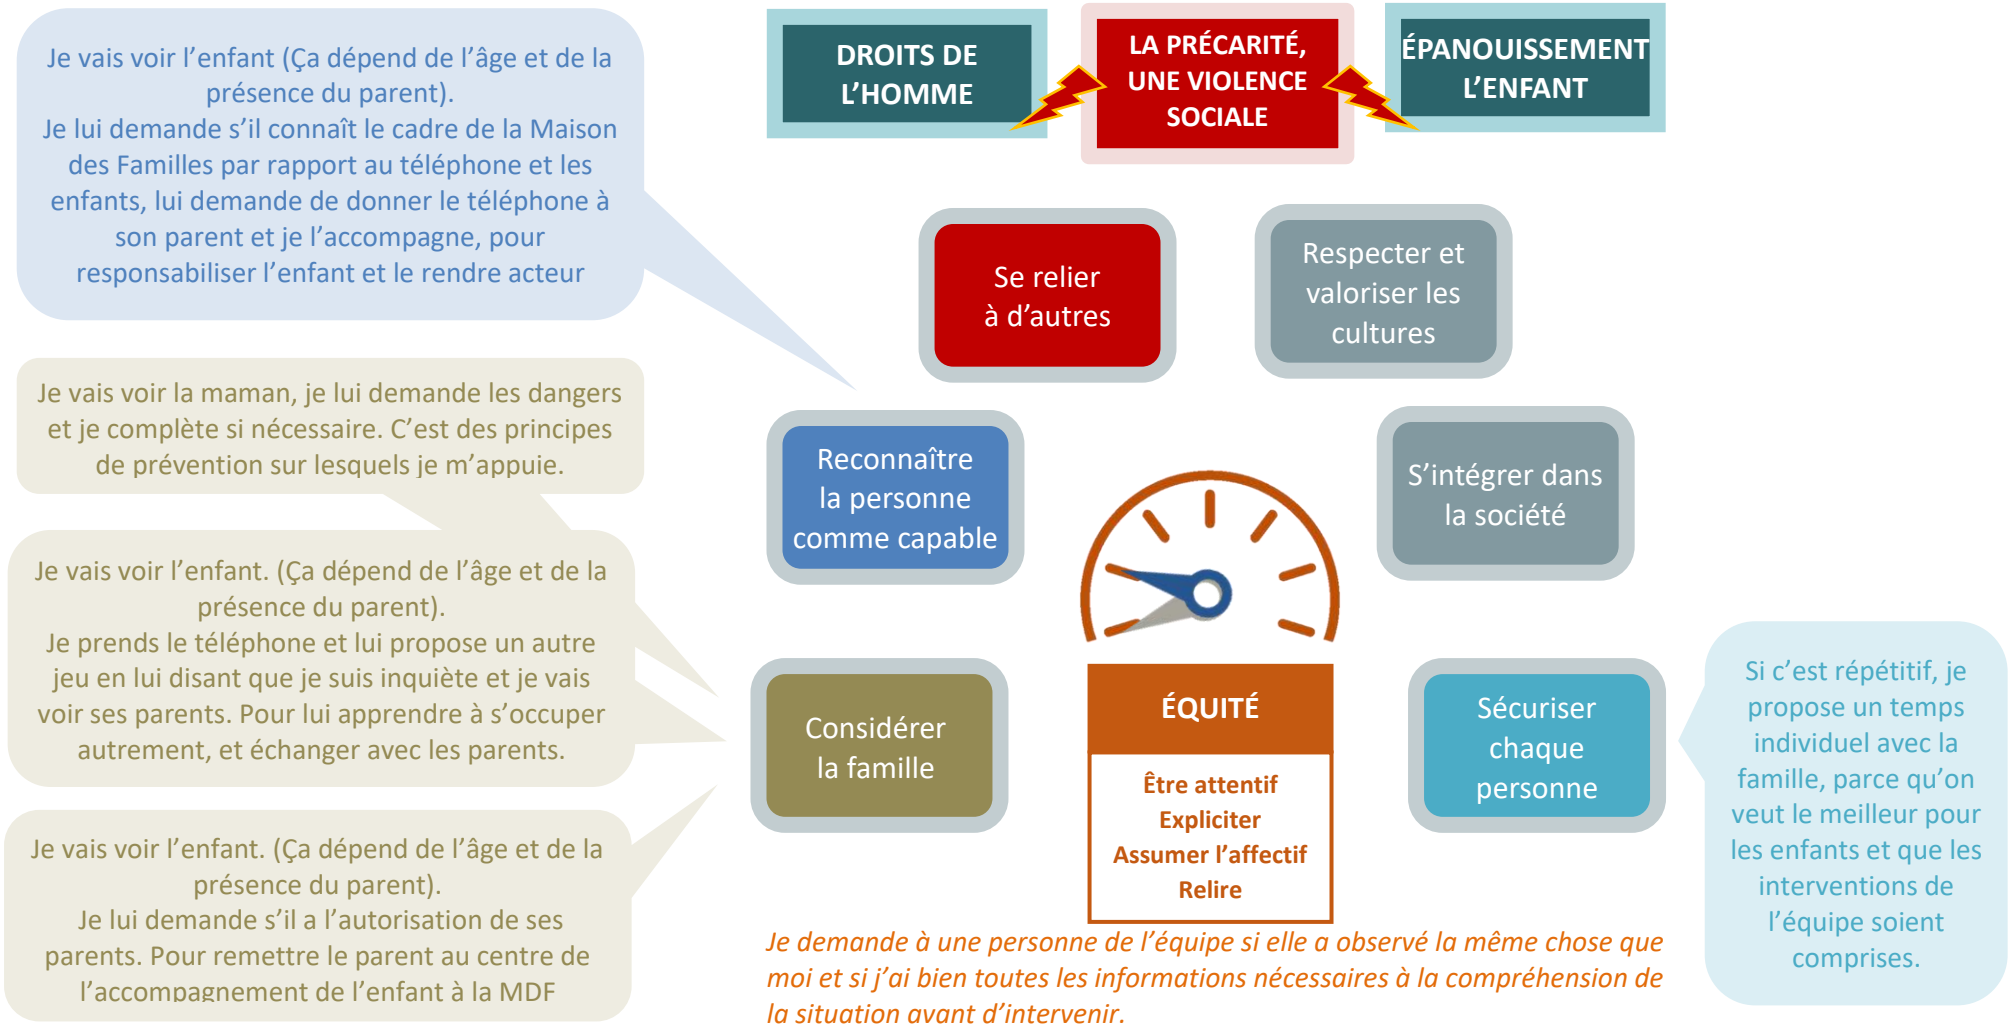 Je vais voir l’enfant (Ça dépend de l’âge et de la
présence du parent).
Je lui demande s’il connaît le cadre de la Maison
des Familles par rapport au téléphone et les
enfants, lui demande de donner le téléphone à
son parent et je l’accompagne, pour
responsabiliser l’enfant et le rendre acteur
Je vais voir la maman, je lui demande les dangers
et je complète si nécessaire. C’est des principes
de prévention sur lesquels je m’appuie.
Je vais voir l’enfant. (Ça dépend de l’âge et de la
présence du parent).
Je prends le téléphone et lui propose un autre
jeu en lui disant que je suis inquiète et je vais
voir ses parents. Pour lui apprendre à s’occuper
autrement, et échanger avec les parents.
Je vais voir l’enfant. (Ça dépend de l’âge et de la
présence du parent).
Je lui demande s’il a l’autorisation de ses
parents. Pour remettre le parent au centre de
l’accompagnement de l’enfant à la MDF
DROITS DE
L’HOMME
LA PRÉCARITÉ,
UNE VIOLENCE
SOCIALE
ÉPANOUISSEMENT
L’ENFANT
Se relier
à d’autres
Respecter et
valoriser les
cultures
Reconnaître
la personne
comme capable
S’intégrer dans
la société
Considérer
la famille
ÉQUITÉ
Être attentif
Expliciter
Assumer l’affectif
Relire
Sécuriser
chaque
personne
Si c’est répétitif, je
propose un temps
individuel avec la
famille, parce qu’on
veut le meilleur pour
les enfants et que les
interventions de
l’équipe soient
comprises.
Je demande à une personne de l’équipe si elle a observé la même chose que
moi et si j’ai bien toutes les informations nécessaires à la compréhension de
la situation avant d’intervenir.